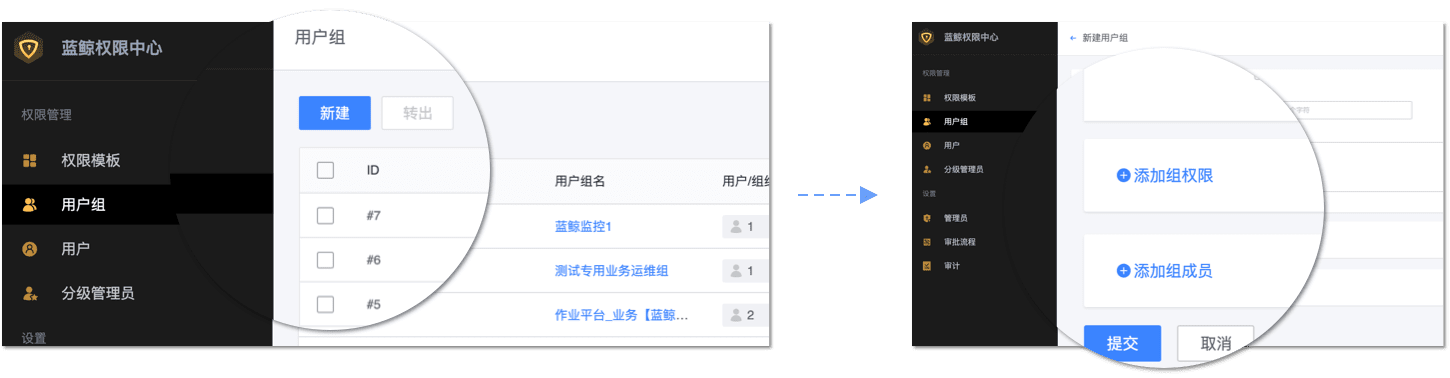 蓝鲸权限中心
权限管理
权限模板
用户组
用户
分级管理员
设置
用户组
新建
转出
ID
用户组名
用户/组织
#7
蓝鲸监控1
1
#6
测试专用业务运维组
1
#5
作业平台_业务【蓝鲸...
2
蓝鲸权限中心
权限管理
权限模板
用户组
用户
分级管理员
设置
管理员
审批流程
审计
← 新建用户组
字符
添加组权限
添加组成员
提交
取消